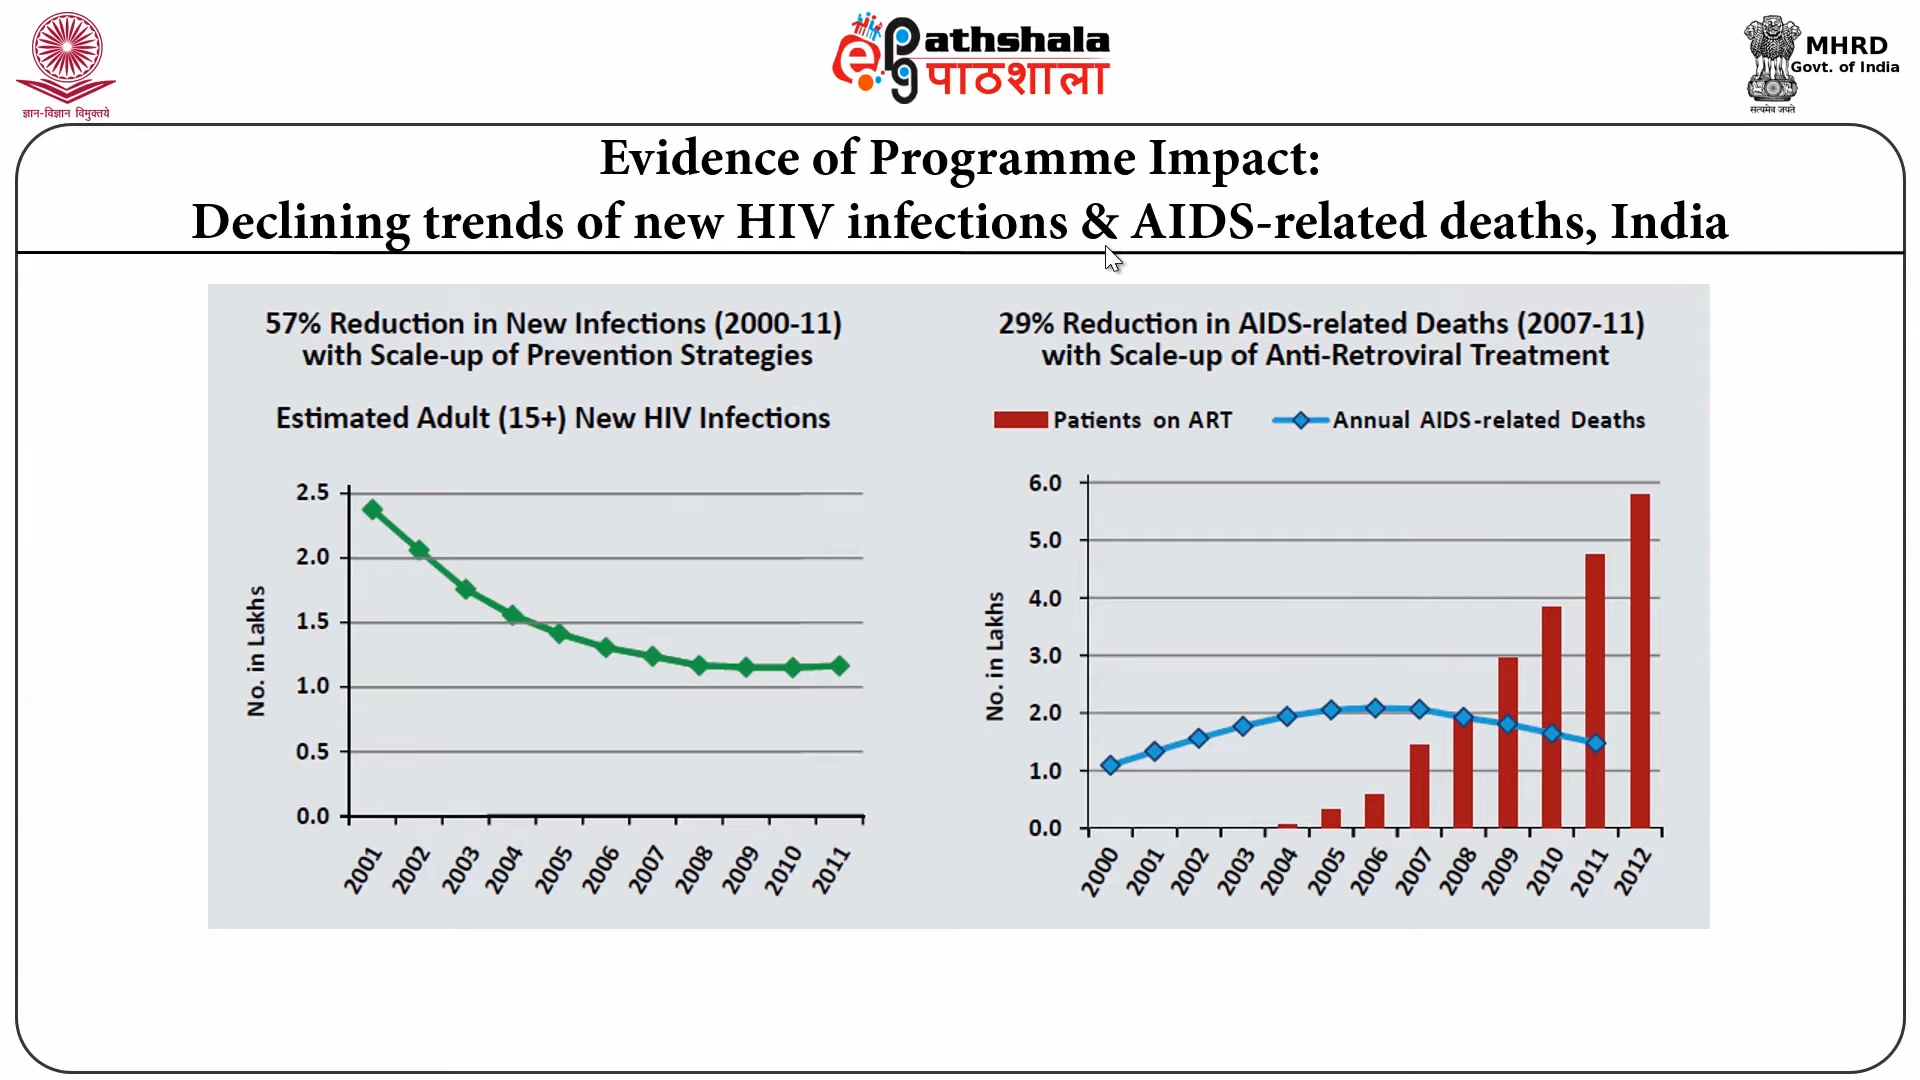 ज्ञान-विज्ञान विमुक्तये
e Pg athshala
पाठशाला
MHRD
Govt. of India
सत्यमेव जयते
Evidence of Programme Impact:
Declining trends of new HIV infections & AIDS-related deaths, India
57% Reduction in New Infections (2000-11)
with Scale-up of Prevention Strategies
Estimated Adult (15+) New HIV Infections
No. in Lakhs
2.5
2.0
1.5
1.0
0.5
0.0
2001 2002 2003 2004 2005 2006 2007 2008 2009 2010 2011
29% Reduction in AIDS-related Deaths (2007-11)
with Scale-up of Anti-Retroviral Treatment
Patients on ART Annual AIDS-related Deaths
No. in Lakhs
6.0
5.0
4.0
3.0
2.0
1.0
0.0
2000 2001 2002 2003 2004 2005 2006 2007 2008 2009 2010 2011 2012